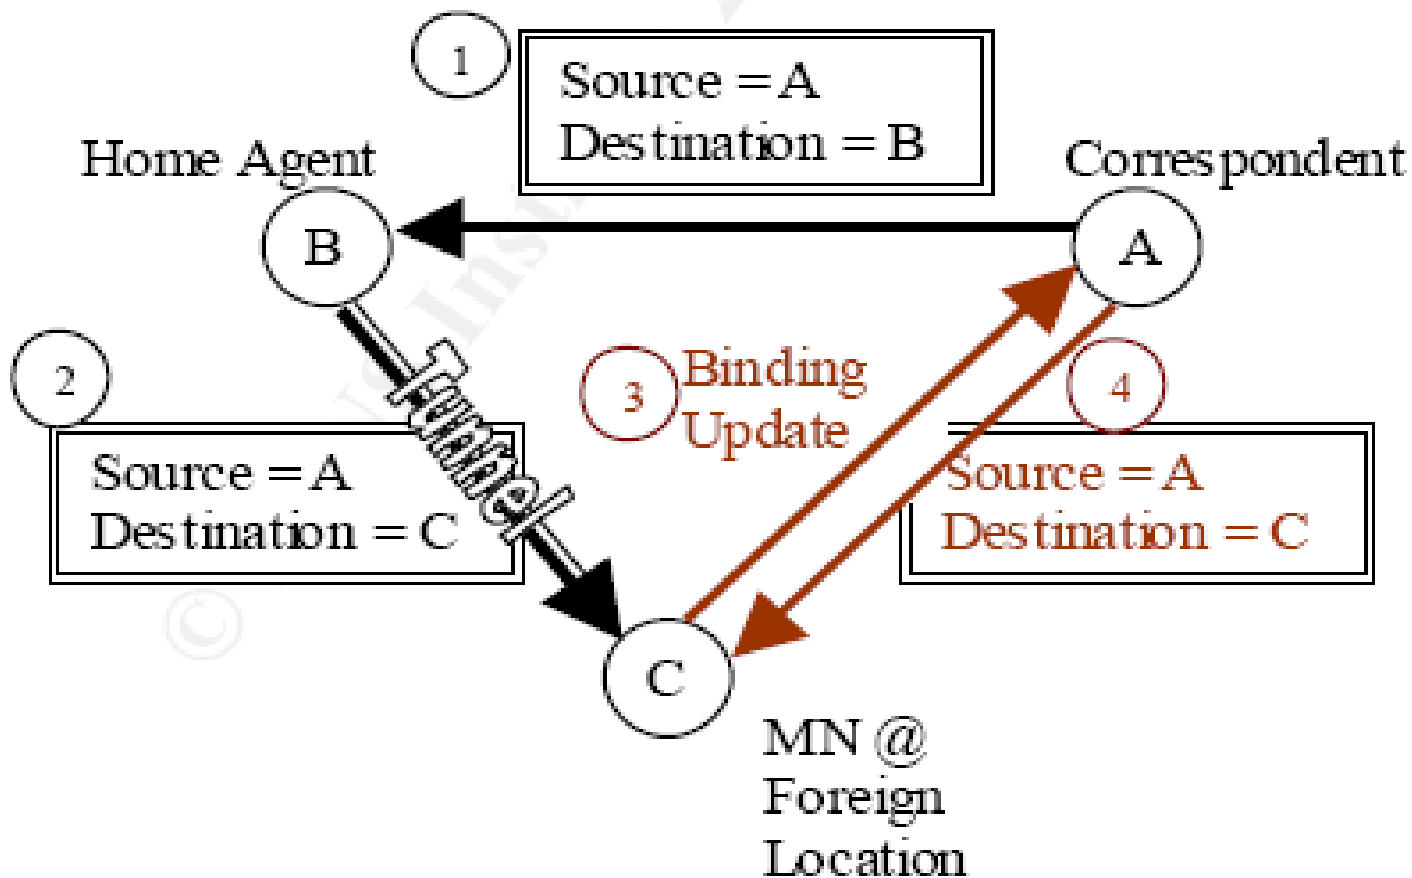 1
Source = A
Destination = B
Home Agent
Correspondent
B
A
2
Tunnel
3
Binding
Update
4
Source = A
Destination = C
Source = A
Destination = C
C
MN @
Foreign
Location
©